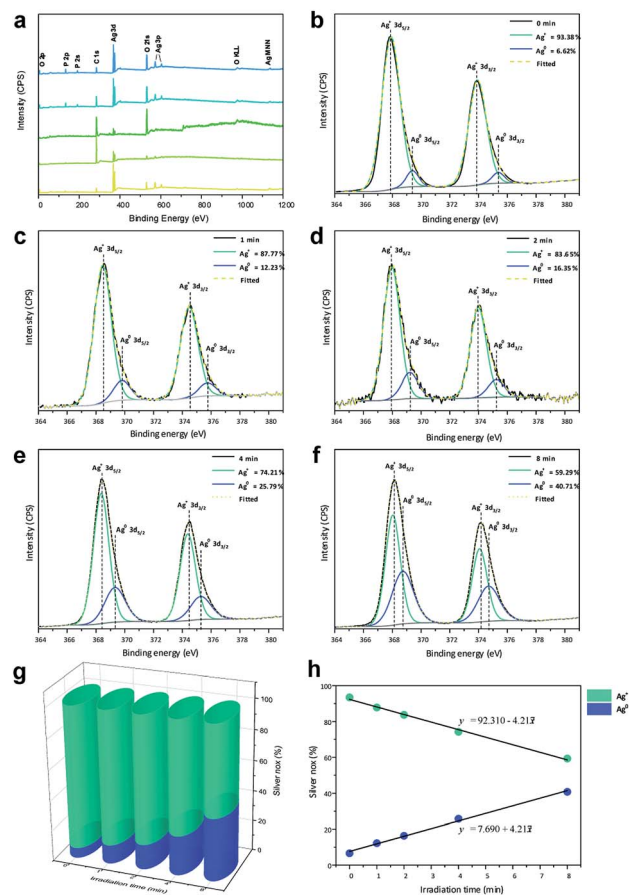 a
Intensity (CPS)
O 2p
P 2p
P 2s
C 1s
Ag3d
O 21s
Ag3p
O KLL
AgMNN
0 200 400 600 800 1000 1200
Binding Energy (eV)
b
Intensity (CPS)
Ag⁺ 3d5/2
Ag⁰ 3d5/2
Ag⁺ 3d3/2
Ag⁰ 3d3/2
0 min
Ag⁺ = 93.38%
Ag⁰ = 6.62%
Fitted
364 366 368 370 372 374 376 378 380
Binding energy (eV)
c
Intensity (CPS)
Ag⁺ 3d5/2
Ag⁰ 3d5/2
Ag⁺ 3d3/2
Ag⁰ 3d3/2
1 min
Ag⁺ = 87.77%
Ag⁰ = 12.23%
Fitted
364 366 368 370 372 374 376 378 380
Binding energy (eV)
d
Intensity (CPS)
Ag⁺ 3d5/2
Ag⁰ 3d5/2
Ag⁺ 3d3/2
Ag⁰ 3d3/2
2 min
Ag⁺ = 83.65%
Ag⁰ = 16.35%
Fitted
364 366 368 370 372 374 376 378 380
Binding energy (eV)
e
Intensity (CPS)
Ag⁺ 3d5/2
Ag⁰ 3d5/2
Ag⁺ 3d3/2
Ag⁰ 3d3/2
4 min
Ag⁺ = 74.21%
Ag⁰ = 25.79%
Fitted
364 366 368 370 372 374 376 378 380
Binding energy (eV)
f
Intensity (CPS)
Ag⁺ 3d5/2
Ag⁰ 3d5/2
Ag⁺ 3d3/2
Ag⁰ 3d3/2
8 min
Ag⁺ = 59.29%
Ag⁰ = 40.71%
Fitted
364 366 368 370 372 374 376 378 380
Binding energy (eV)
g
100
80
60
40
20
0
Silver nox (%)
0 1 2 4 8
Irradiation time (min)
h
Silver nox (%)
100
80
60
40
20
0
y = 92.310 - 4.212
y = 7.690 + 4.212
Ag⁺
Ag⁰
0 1 2 3 4 5 6 7 8
Irradiation time (min)